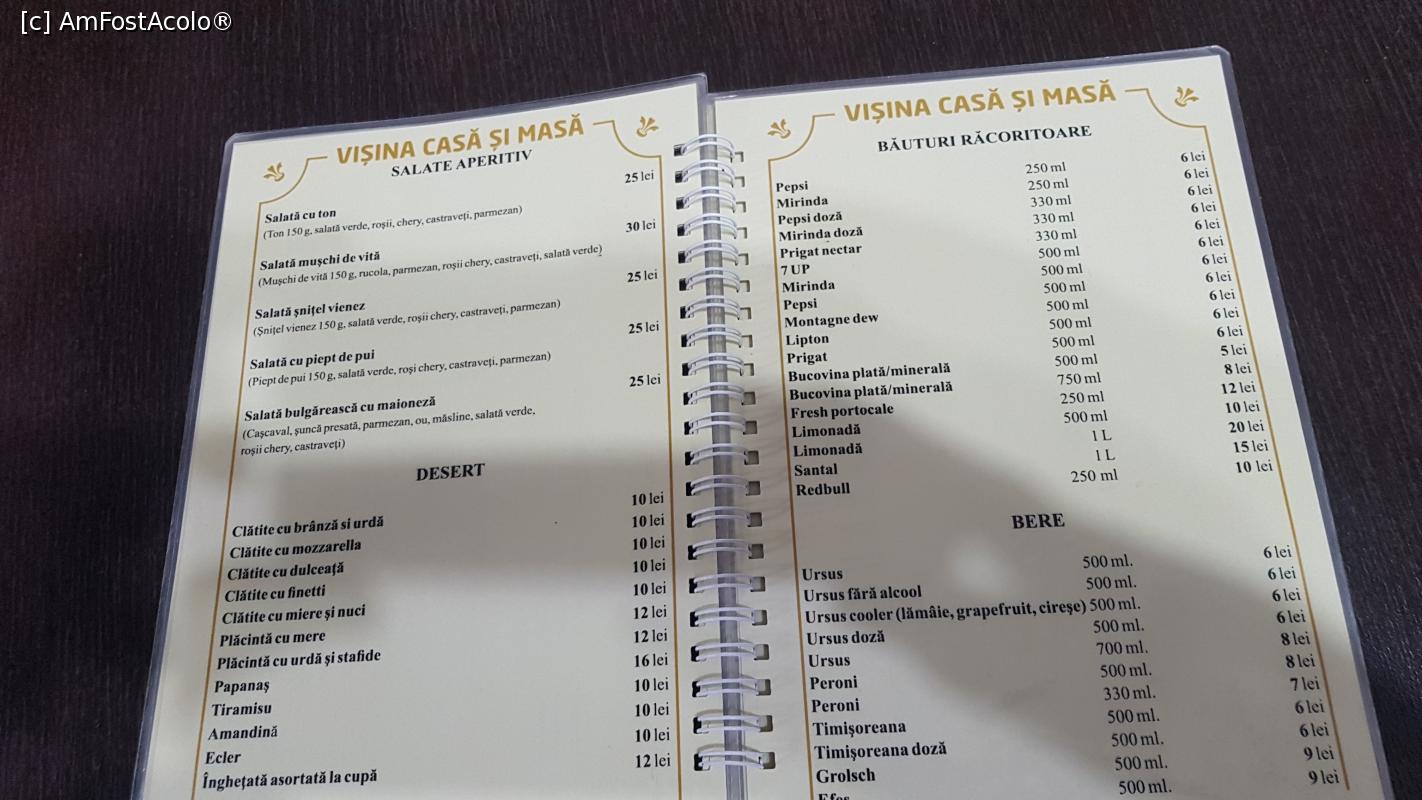 [c] AmFostAcolo®
VIȘINA CASĂ ȘI MASĂ
SALATE APERITIV
Salată cu ton 25 lei
(Ton 150 g, salată verde, roșii, chery, castraveți, parmezan)
Salată mușchi de vită 30 lei
(Mușchi de vită 150 g, rucola, parmezan, roșii chery, castraveți, salată verde)
Salată șnițel vienez 25 lei
(Șnițel vienez 150 g, salată verde, roșii chery, castraveți, parmezan)
Salată cu piept de pui 25 lei
(Piept de pui 150 g, salată verde, roși chery, castraveți, parmezan)
Salată bulgărească cu maioneză 25 lei
(Cașcaval, șuncă presată, parmezan, ou, măsline, salată verde,
roșii chery, castraveți)
DESERT
Clătite cu brânză si urdă 10 lei
Clătite cu mozzarella 10 lei
Clătite cu dulceață 10 lei
Clătite cu finetti 10 lei
Clătite cu miere și nuci 10 lei
Plăcintă cu mere 12 lei
Plăcintă cu urdă și stafide 12 lei
Papanaș 16 lei
Tiramisu 10 lei
Amandină 10 lei
Ecler 10 lei
Înghețată asortată la cupă 12 lei
VIȘINA CASĂ ȘI MASĂ
BĂUTURI RĂCORITOARE
Pepsi 250 ml 6 lei
Mirinda 250 ml 6 lei
Pepsi doză 330 ml 6 lei
Mirinda doză 330 ml 6 lei
Prigat nectar 330 ml 6 lei
7 UP 500 ml 6 lei
Mirinda 500 ml 6 lei
Pepsi 500 ml 6 lei
Montagne dew 500 ml 6 lei
Lipton 500 ml 6 lei
Prigat 500 ml 6 lei
Bucovina plată/minerală 500 ml 5 lei
Bucovina plată/minerală 750 ml 8 lei
Fresh portocale 250 ml 12 lei
Limonadă 500 ml 10 lei
Limonadă 1 L 20 lei
Santal 1 L 15 lei
Redbull 250 ml 10 lei
BERE
Ursus 500 ml. 6 lei
Ursus fără alcool 500 ml. 6 lei
Ursus cooler (lămâie, grapefruit, cireșe) 500 ml. 6 lei
Ursus doză 500 ml. 6 lei
Ursus 700 ml. 8 lei
Peroni 500 ml. 8 lei
Peroni 330 ml. 7 lei
Timișoreana 500 ml. 6 lei
Timișoreana doză 500 ml. 6 lei
Grolsch 500 ml. 9 lei
Efes 500 ml. 9 lei